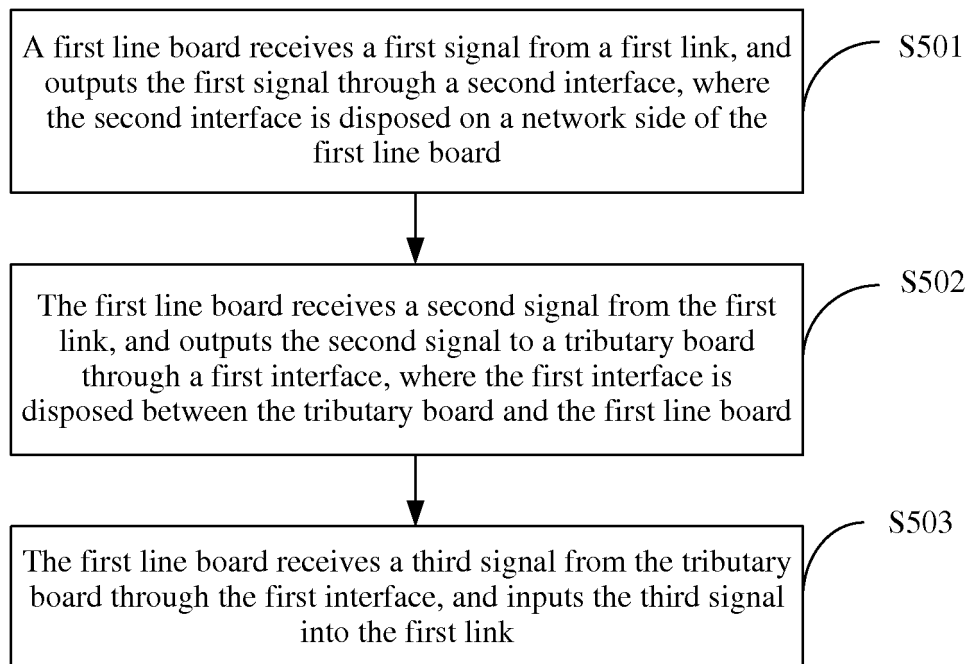 A first line board receives a first signal from a first link, and
outputs the first signal through a second interface, where
the second interface is disposed on a network side of the
first line board
S501
The first line board receives a second signal from the first
link, and outputs the second signal to a tributary board
through a first interface, where the first interface is
disposed between the tributary board and the first line board
S502
The first line board receives a third signal from the tributary
board through the first interface, and inputs the third signal
into the first link
S503